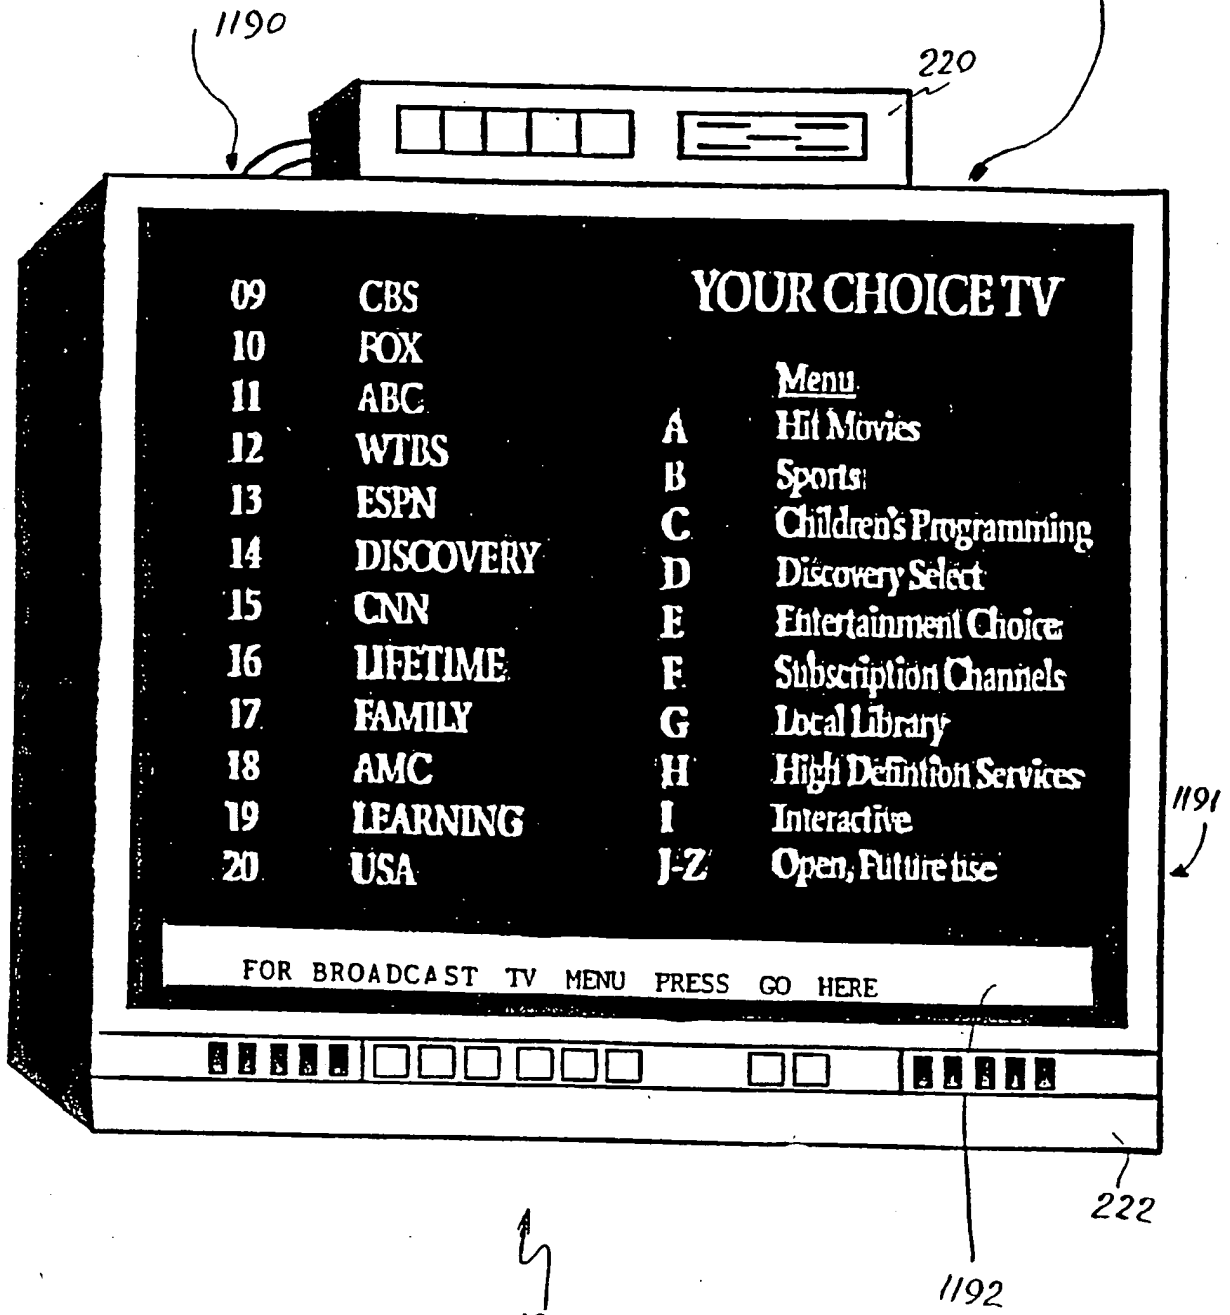 1190
220
09 CBS
10 FOX
11 ABC
12 WTBS
13 ESPN
14 DISCOVERY
15 CNN
16 LIFETIME
17 FAMILY
18 AMC
19 LEARNING
20 USA
YOUR CHOICE TV
Menu
A Hit Movies
B Sports
C Children's Programming
D Discovery Select
E Entertainment Choice
F Subscription Channels
G Local Library
H High Defintion Services
I Interactive
J-Z Open, Future use
1191
FOR BROADCAST TV MENU PRESS GO HERE
222
1192